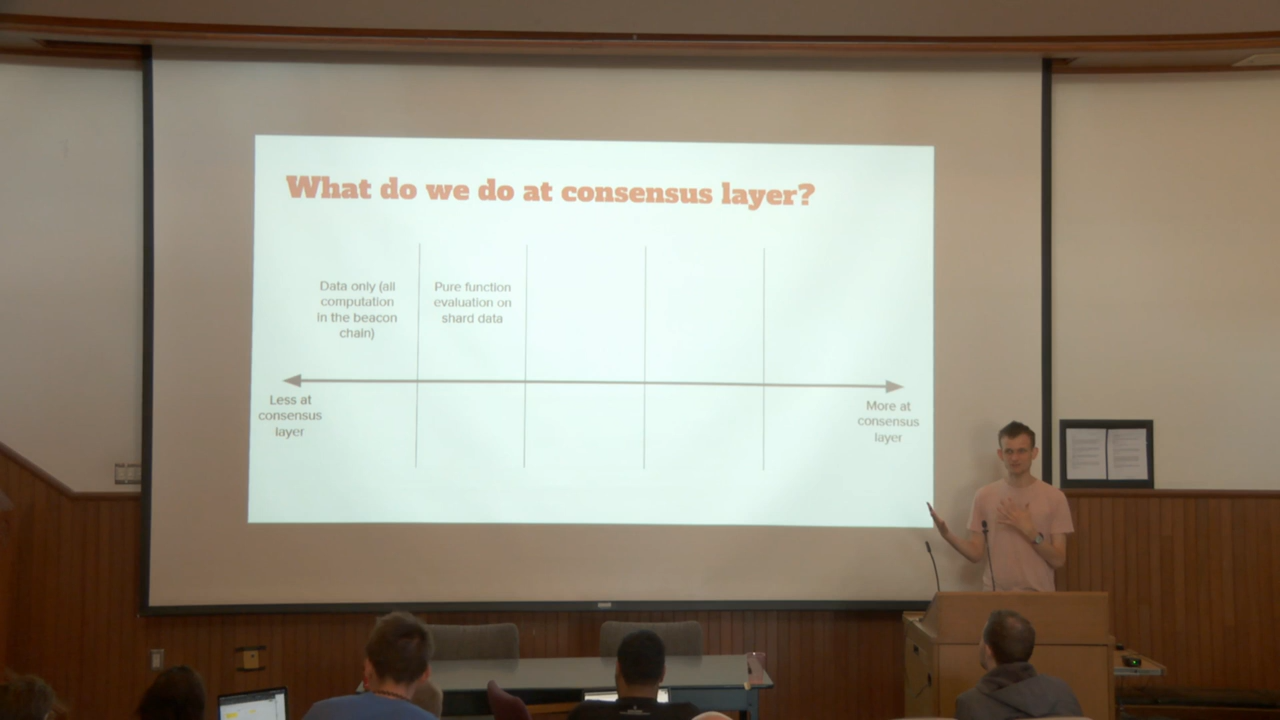 What do we do at consensus layer?
Data only (all
computation
in the beacon
chain)
Pure function
evaluation on
shard data
Less at
consensus
layer
More at
consensus
layer